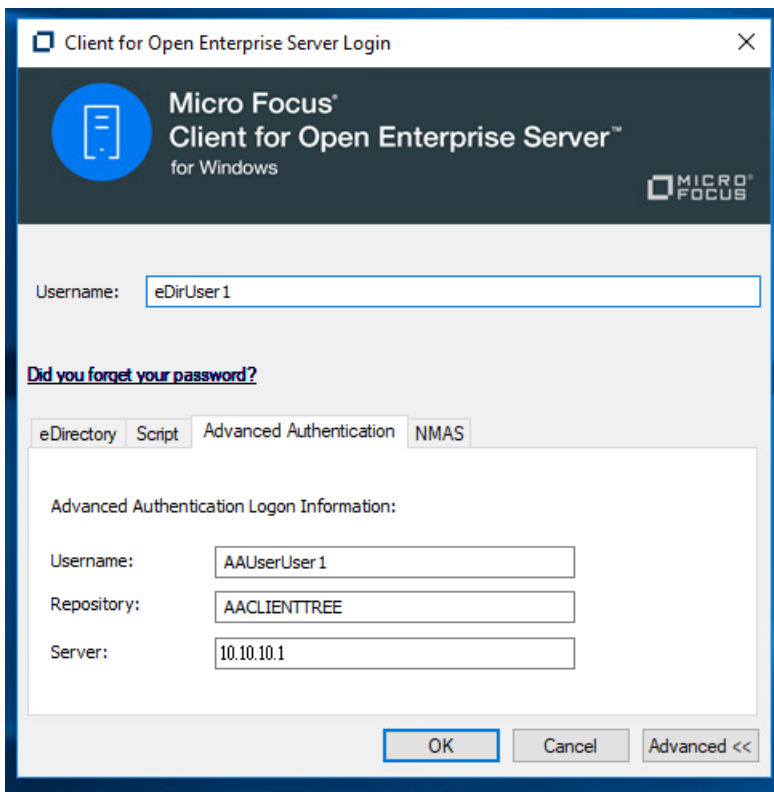 Client for Open Enterprise Server Login
Micro Focus®
Client for Open Enterprise Server™
for Windows
MICRO®
FOCUS
Username: eDirUser1
Did you forget your password?
eDirectory Script Advanced Authentication NMAS
Advanced Authentication Logon Information:
Username: AAUserUser1
Repository: AACLIENTTREE
Server: 10.10.10.1
OK Cancel Advanced <<